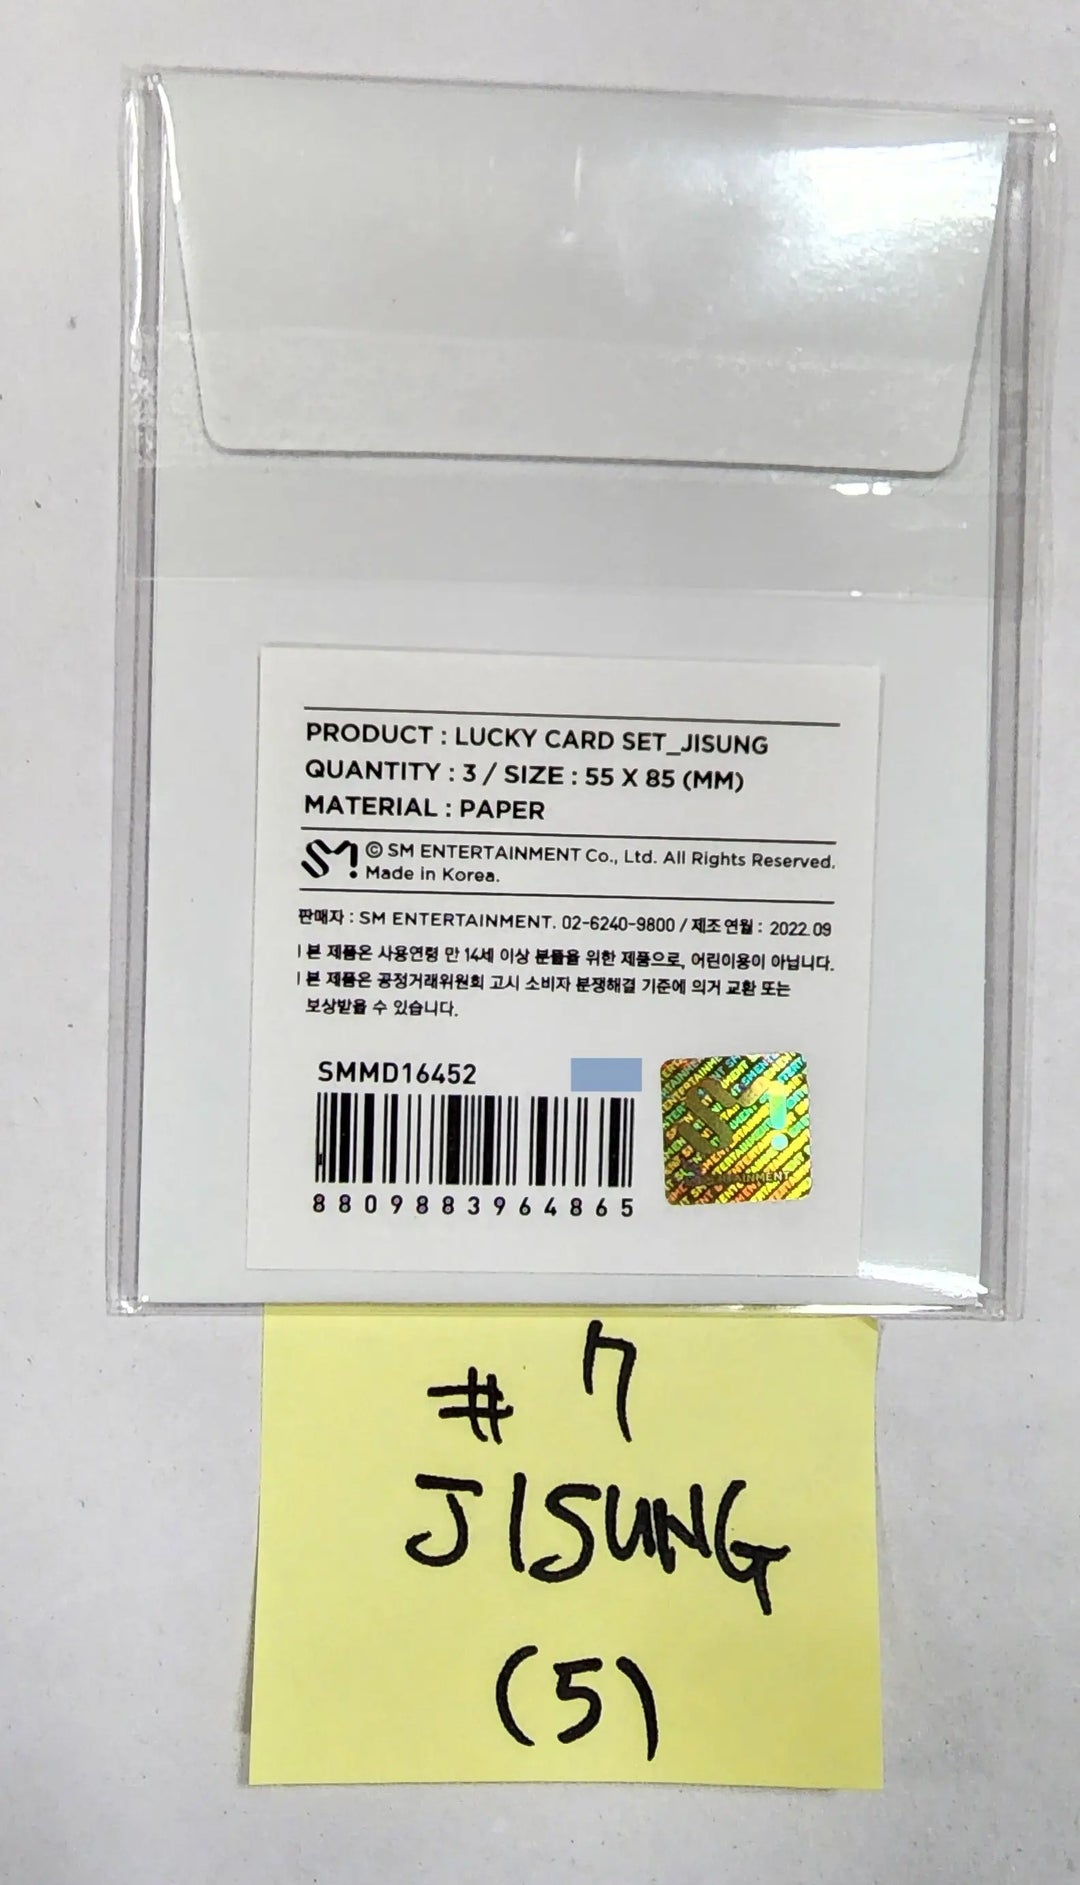 PRODUCT : LUCKY CARD SET_JISUNG
QUANTITY : 3 / SIZE : 55 X 85 (MM)
MATERIAL : PAPER
SM! © SM ENTERTAINMENT Co., Ltd. All Rights Reserved.
Made in Korea.
판매자 : SM ENTERTAINMENT. 02-6240-9800 / 제조연월 : 2022.09
ㅣ본 제품은 사용연령 만 14세 이상 분들을 위한 제품으로, 어린이용이 아닙니다.
ㅣ본 제품은 공정거래위원회 고시 소비자 분쟁해결 기준에 의거 교환 또는
보상받을 수 있습니다.
SMMD16452
8809883964865
# 7
JISUNG
(5)